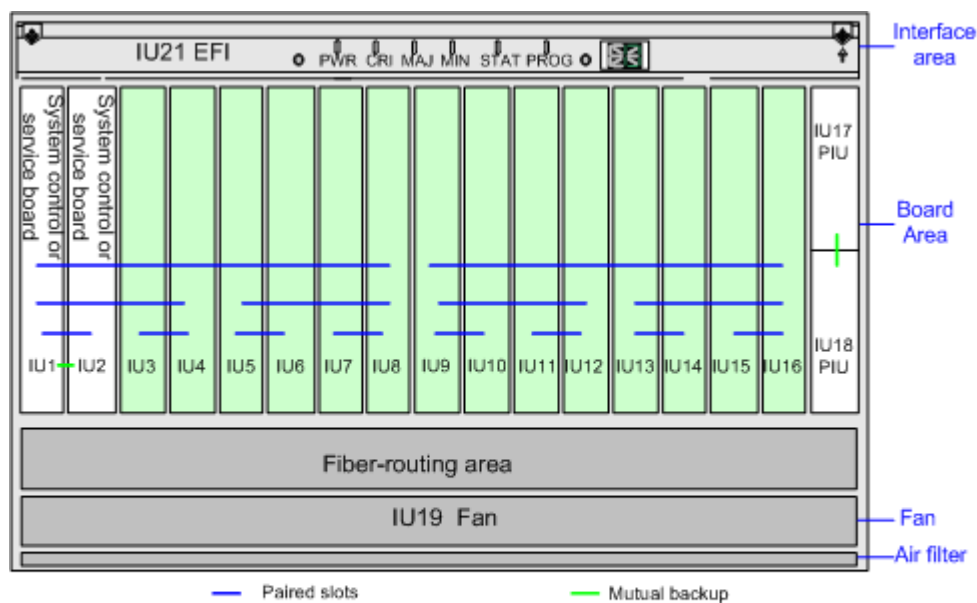 IU21 EFI
PWR CRI MAJ MIN STAT PROG
Interface
area
System control or
service board
System control or
service board
IU17
PIU
Board
Area
IU1 IU2 IU3 IU4 IU5 IU6 IU7 IU8 IU9 IU10 IU11 IU12 IU13 IU14 IU15 IU16
IU18
PIU
Fiber-routing area
IU19 Fan
Fan
Air filter
Paired slots
Mutual backup